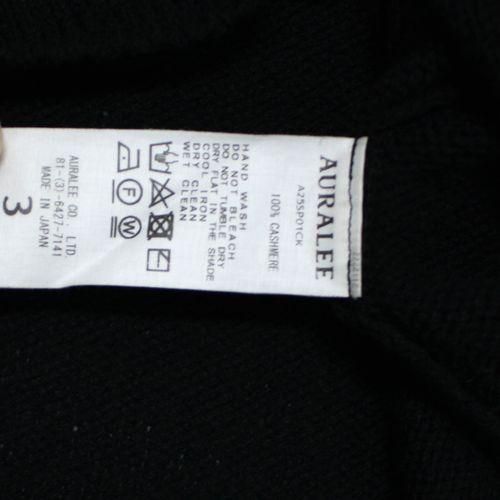 AURALEE
A25SP01CK
100% CASHMERE
HAND WASH
DO NOT BLEACH
DO NOT TUMBLE DRY
DRY FLAT IN THE SHADE
COOL IRON
DRY CLEAN
WET CLEAN
F
W
AURALEE CO. LTD.
81-(3)-6427-7141
MADE IN JAPAN
3